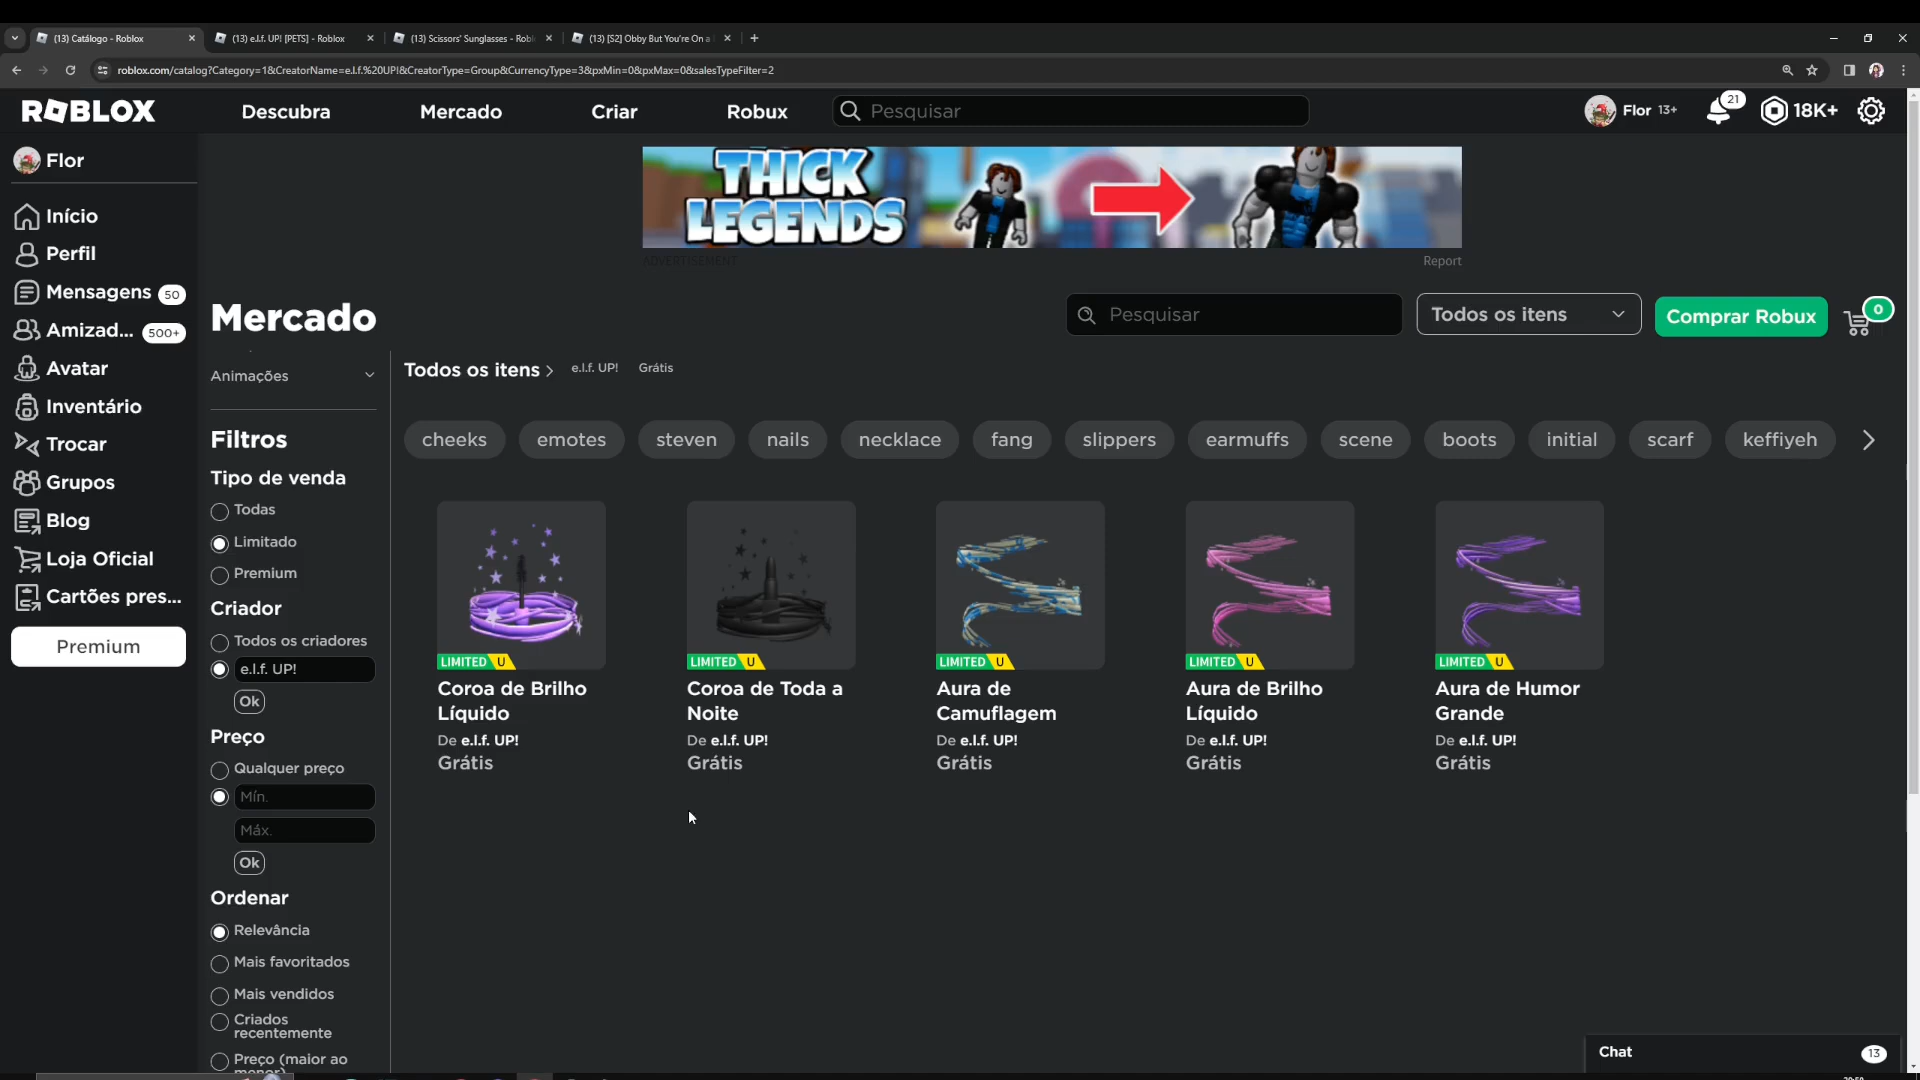 (13) Catálogo - Roblox
(13) e.l.f. UP! [PETS] - Roblox
(13) Scissors' Sunglasses - Rob
(13) [S2] Obby But You're On a
roblox.com/catalog?Category=1&CreatorName=e.l.f.%20UP!&CreatorType=Group&CurrencyType=3&pxMin=0&pxMax=0&salesTypeFilter=2
ROBLOX
Descubra
Mercado
Criar
Robux
Pesquisar
Flor 13+
21
18K+
Flor
Início
Perfil
Mensagens 50
Amizad... 500+
Avatar
Inventário
Trocar
Grupos
Blog
Loja Oficial
Cartões pres...
Premium
THICK
LEGENDS
ADVERTISEMENT
Report
Mercado
Pesquisar
Todos os itens
Comprar Robux
0
Animações
Filtros
Tipo de venda
Todas
Limitado
Premium
Criador
Todos os criadores
e.l.f. UP!
Ok
Preço
Qualquer preço
Mín.
Máx.
Ok
Ordenar
Relevância
Mais favoritados
Mais vendidos
Criados
recentemente
Preço (maior ao
menor)
Todos os itens > e.l.f. UP! Grátis
cheeks
emotes
steven
nails
necklace
fang
slippers
earmuffs
scene
boots
initial
scarf
keffiyeh
LIMITED U
Coroa de Brilho
Líquido
De e.l.f. UP!
Grátis
LIMITED U
Coroa de Toda a
Noite
De e.l.f. UP!
Grátis
LIMITED U
Aura de
Camuflagem
De e.l.f. UP!
Grátis
LIMITED U
Aura de Brilho
Líquido
De e.l.f. UP!
Grátis
LIMITED U
Aura de Humor
Grande
De e.l.f. UP!
Grátis
Chat
13